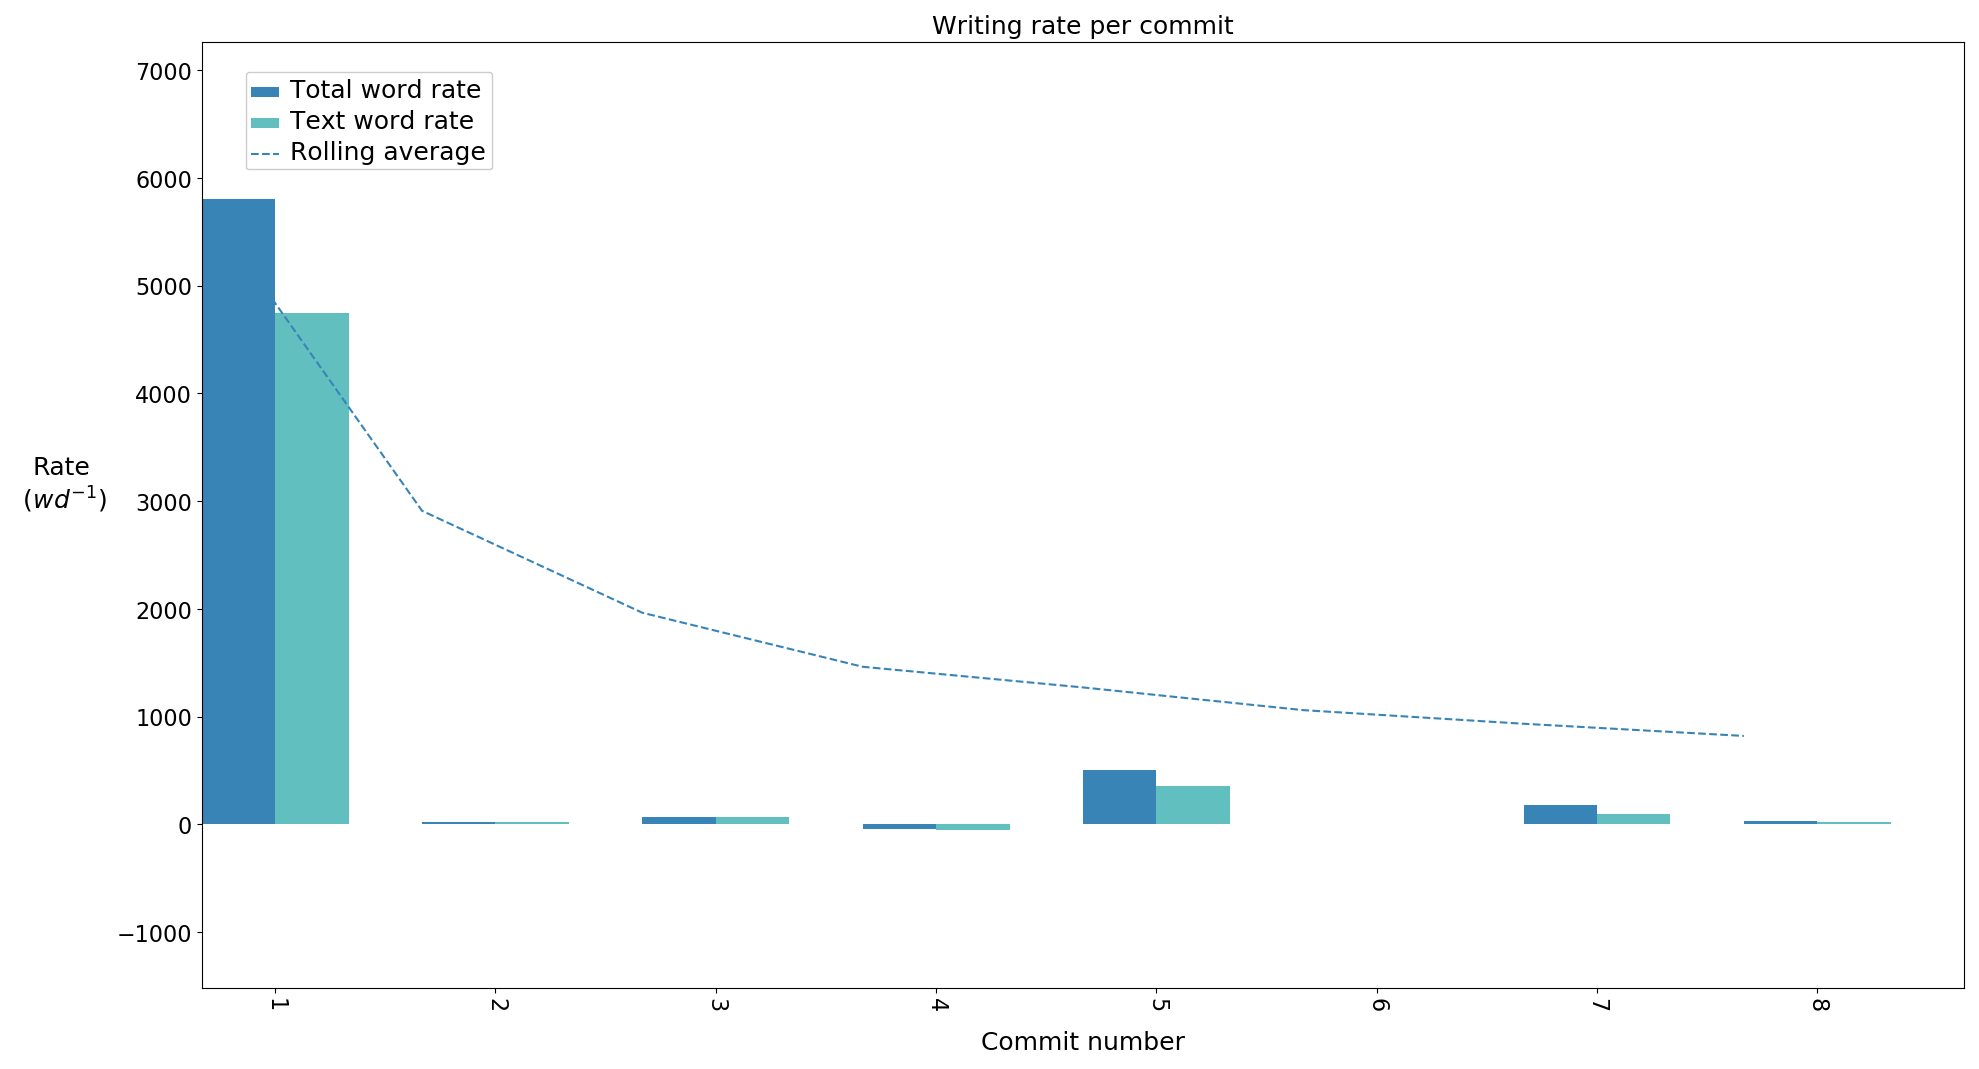 Writing rate per commit
7000
6000
5000
4000
3000
2000
1000
0
−1000
Total word rate
Text word rate
Rolling average
Rate
(wd⁻¹)
1 2 3 4 5 6 7 8
Commit number